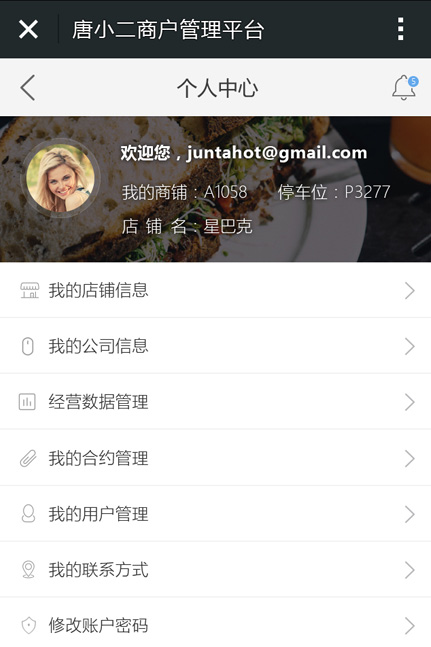 唐小二商户管理平台
个人中心
5
欢迎您，juntahot@gmail.com
我的商铺：A1058 停车位：P3277
店 铺 名：星巴克
我的店铺信息
我的公司信息
经营数据管理
我的合约管理
我的用户管理
我的联系方式
修改账户密码